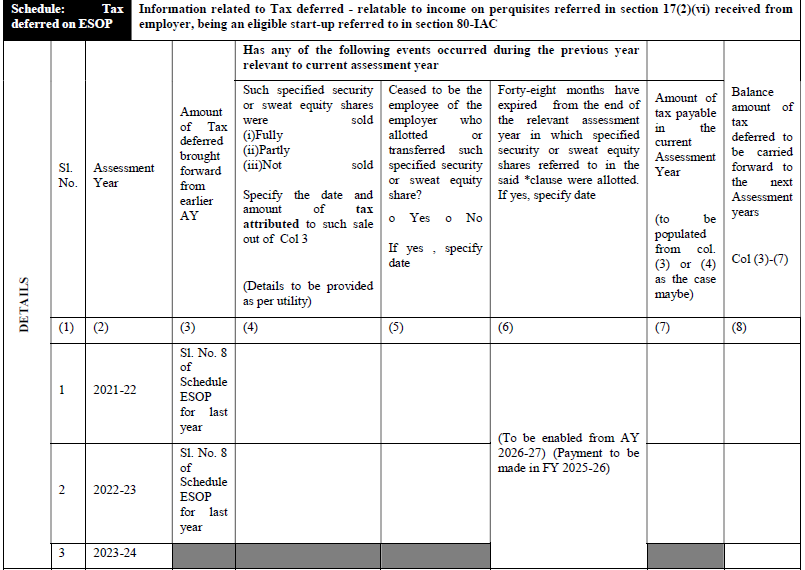 Schedule: Tax
deferred on ESOP
Information related to Tax deferred - relatable to income on perquisites referred in section 17(2)(vi) received from
employer, being an eligible start-up referred to in section 80-IAC
DETAILS
Sl.
No.
Assessment
Year
Amount
of Tax
deferred
brought
forward
from
earlier
AY
Has any of the following events occurred during the previous year
relevant to current assessment year
Such specified security
or sweat equity shares
were sold
(i)Fully
(ii)Partly
(iii)Not sold
Specify the date and
amount of tax
attributed to such sale
out of Col 3
(Details to be provided
as per utility)
Ceased to be the
employee of the
employer who
allotted or
transferred such
specified security
or sweat equity
share?
o Yes o No
If yes , specify
date
Forty-eight months have
expired from the end of
the relevant assessment
year in which specified
security or sweat equity
shares referred to in the
said *clause were allotted.
If yes, specify date
Amount of
tax payable
in the
current
Assessment
Year
(to be
populated
from col.
(3) or (4)
as the case
maybe)
Balance
amount of
tax
deferred to
be carried
forward to
the next
Assessment
years
Col (3)-(7)
(1) (2) (3) (4) (5) (6) (7) (8)
1
2021-22
Sl. No. 8
of
Schedule
ESOP
for last
year
(To be enabled from AY
2026-27) (Payment to be
made in FY 2025-26)
2
2022-23
Sl. No. 8
of
Schedule
ESOP
for last
year
3 2023-24